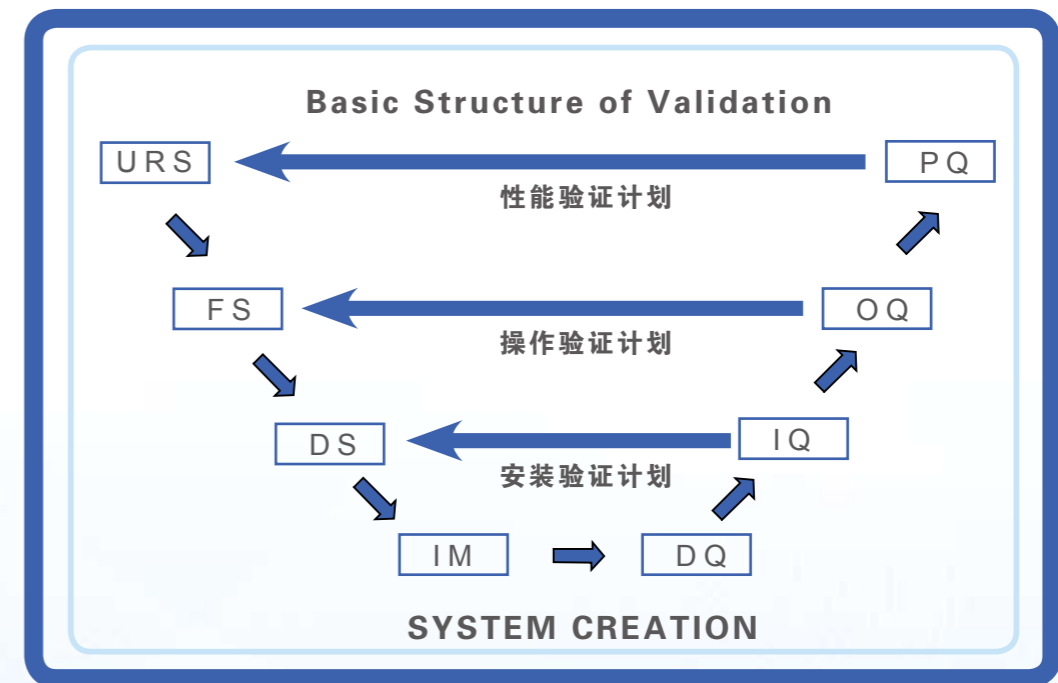 Basic Structure of Validation
URS
PQ
性能验证计划
FS
OQ
操作验证计划
DS
IQ
安装验证计划
IM
DQ
SYSTEM CREATION